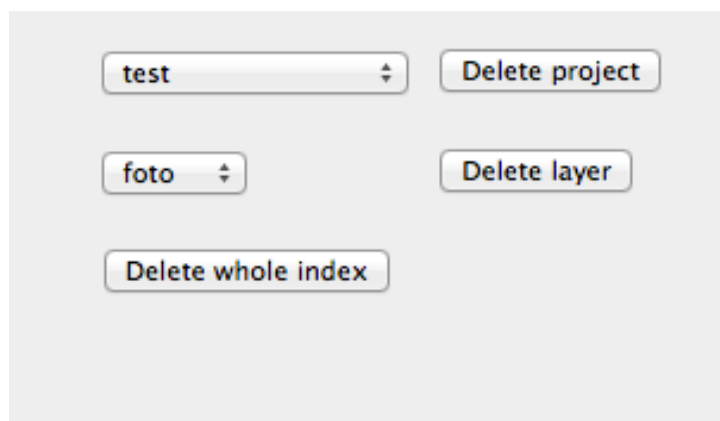 test Delete project
foto Delete layer
Delete whole index